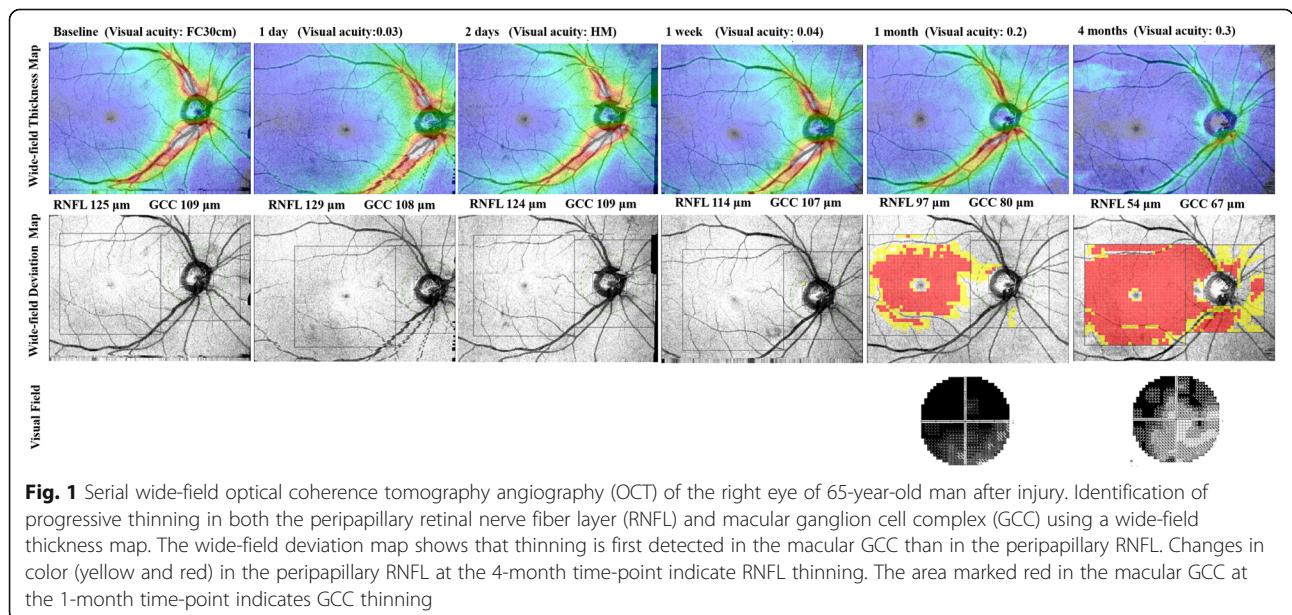 Baseline (Visual acuity: FC30cm) 1 day (Visual acuity:0.03) 2 days (Visual acuity: HM) 1 week (Visual acuity: 0.04) 1 month (Visual acuity: 0.2) 4 months (Visual acuity: 0.3)
Wide-field Thickness Map
RNFL 125 µm GCC 109 µm RNFL 129 µm GCC 108 µm RNFL 124 µm GCC 109 µm RNFL 114 µm GCC 107 µm RNFL 97 µm GCC 80 µm RNFL 54 µm GCC 67 µm
Wide-field Deviation Map
Visual Field
Fig. 1 Serial wide-field optical coherence tomography angiography (OCT) of the right eye of 65-year-old man after injury. Identification of
progressive thinning in both the peripapillary retinal nerve fiber layer (RNFL) and macular ganglion cell complex (GCC) using a wide-field
thickness map. The wide-field deviation map shows that thinning is first detected in the macular GCC than in the peripapillary RNFL. Changes in
color (yellow and red) in the peripapillary RNFL at the 4-month time-point indicate RNFL thinning. The area marked red in the macular GCC at
the 1-month time-point indicates GCC thinning